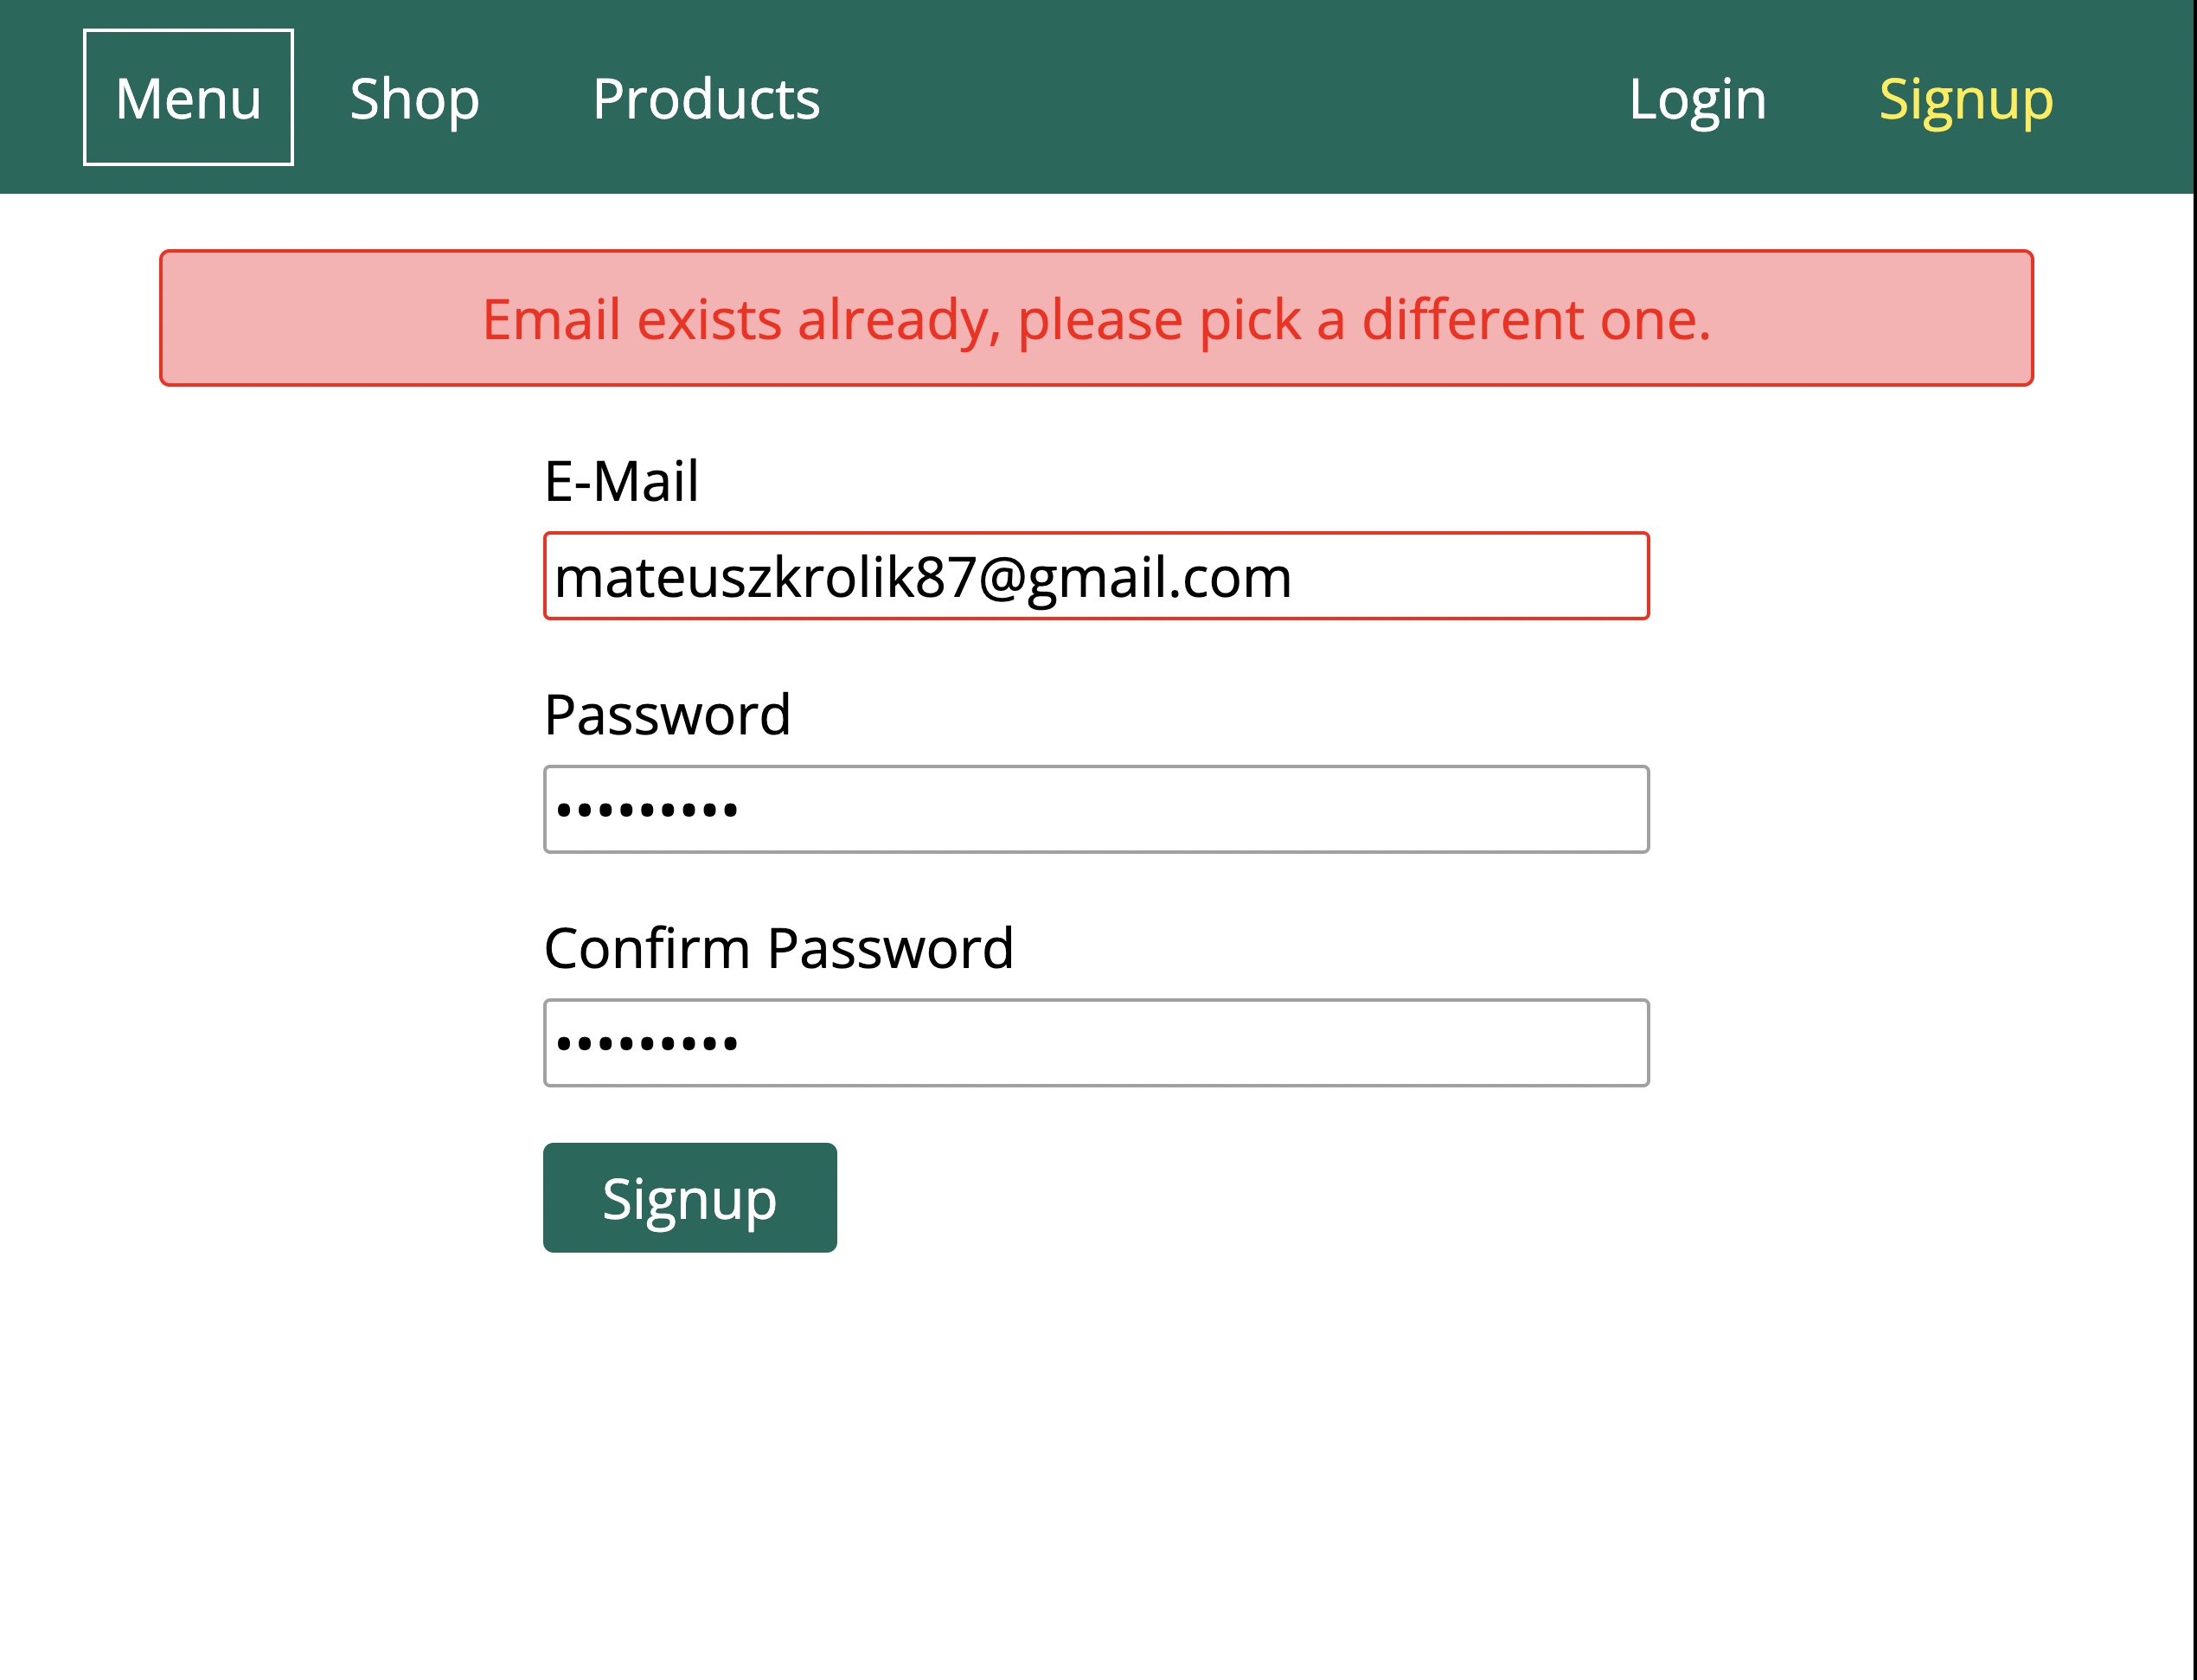 Menu Shop Products Login Signup
Email exists already, please pick a different one.
E-Mail
mateuszkrolik87@gmail.com
Password
•••••••••
Confirm Password
•••••••••
Signup